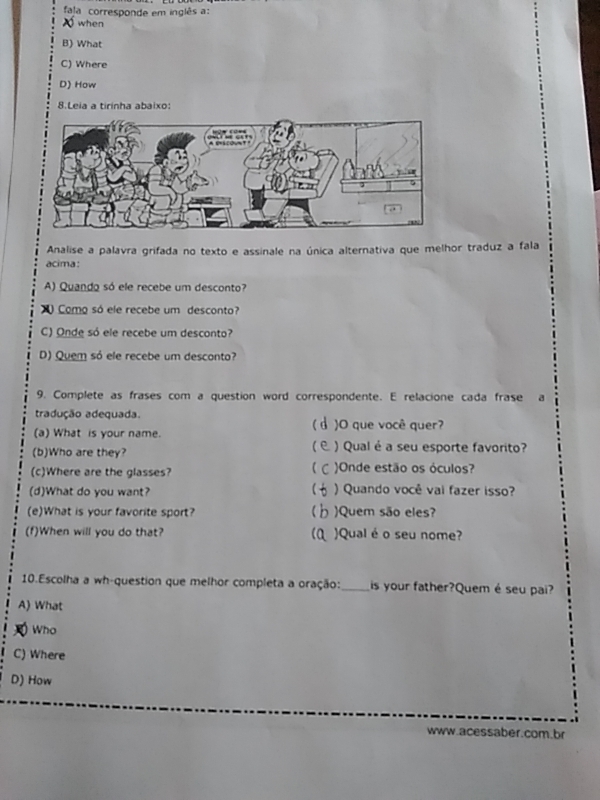 fala corresponde em inglês a:
A) when
B) What
C) Where
D) How
8.Leia a tirinha abaixo:
HOW COME
ONLY HE GETS
A DISCOUNT?
Analise a palavra grifada no texto e assinale na única alternativa que melhor traduz a fala
acima:
A) Quando só ele recebe um desconto?
B) Como só ele recebe um desconto?
C) Onde só ele recebe um desconto?
D) Quem só ele recebe um desconto?
9. Complete as frases com a question word correspondente. E relacione cada frase a
tradução adequada.
(a) What is your name.
(b)Who are they?
(c)Where are the glasses?
(d)What do you want?
(e)What is your favorite sport?
(f)When will you do that?
( d )O que você quer?
( e ) Qual é a seu esporte favorito?
( c )Onde estão os óculos?
( f ) Quando você vai fazer isso?
( b )Quem são eles?
(a )Qual é o seu nome?
10.Escolha a wh-question que melhor completa a oração:_____is your father?Quem é seu pai?
A) What
B) Who
C) Where
D) How
www.acessaber.com.br